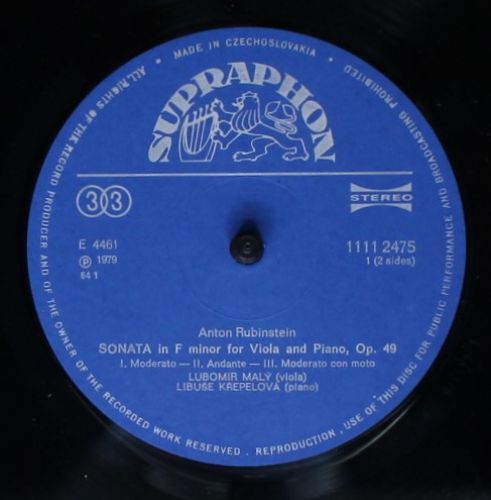 MADE IN CZECHOSLOVAKIA
ALL RIGHTS OF THE RECORD PRODUCER AND OF THE OWNER OF THE RECORDED WORK RESERVED. REPRODUCTION, USE OF THIS DISC FOR PUBLIC PERFORMANCE AND BROADCASTING PROHIBITED
SUPRAPHON
33
STEREO
E 4461
1111 2475
Ⓟ 1979
1 (2 sides)
64 1
Anton Rubinstein
SONATA in F minor for Viola and Piano, Op. 49
I. Moderato — II. Andante — III. Moderato con moto
LUBOMÍR MALÝ (viola)
LIBUŠE KŘEPELOVÁ (piano)